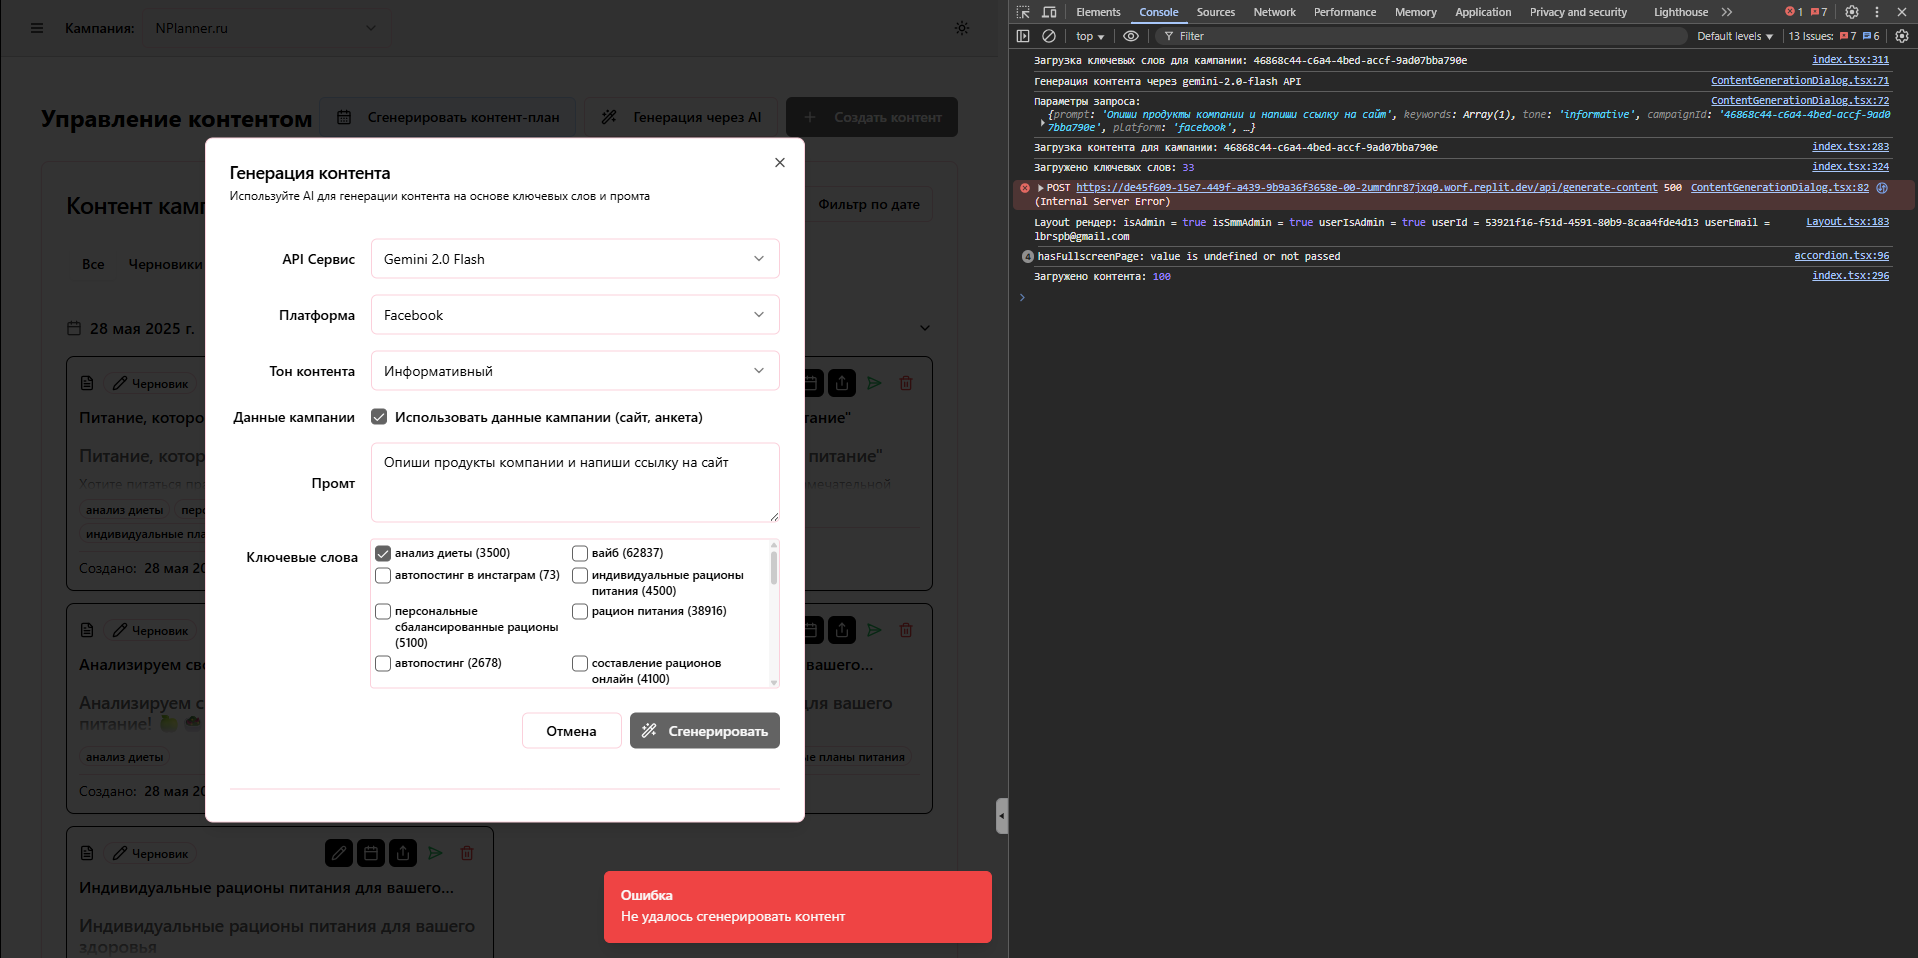 Кампания: NPlanner.ru
Управление контентом
Сгенерировать контент-план
Генерация через AI
Создать контент
Контент кам
Фильтр по дате
Все Черновики
28 мая 2025 г.
Черновик
Питание, которо
тание"
Питание, которо
питание"
Хотите питаться пр
мечательной
анализ диеты пер
индивидуальные пла
Создано: 28 мая 20
Черновик
Анализируем св
вашего...
Анализируем с
для вашего
питание!
анализ диеты
ые планы питания
Создано: 28 мая 20
Черновик
Индивидуальные рационы питания для вашего...
Индивидуальные рационы питания для вашего
здоровья
Генерация контента
Используйте AI для генерации контента на основе ключевых слов и промта
API Сервис Gemini 2.0 Flash
Платформа Facebook
Тон контента Информативный
Данные кампании Использовать данные кампании (сайт, анкета)
Промт Опиши продукты компании и напиши ссылку на сайт
Ключевые слова
анализ диеты (3500) вайб (62837)
автопостинг в инстаграм (73) индивидуальные рационы
питания (4500)
персональные рацион питания (38916)
сбалансированные рационы
(5100)
автопостинг (2678) составление рационов
онлайн (4100)
Отмена Сгенерировать
Ошибка
Не удалось сгенерировать контент
Elements Console Sources Network Performance Memory Application Privacy and security Lighthouse 1 7
top Filter Default levels 13 Issues: 7 6
Загрузка ключевых слов для кампании: 46868c44-c6a4-4bed-accf-9ad07bba790e index.tsx:311
Генерация контента через gemini-2.0-flash API ContentGenerationDialog.tsx:71
Параметры запроса: ContentGenerationDialog.tsx:72
{prompt: 'Опиши продукты компании и напиши ссылку на сайт', keywords: Array(1), tone: 'informative', campaignId: '46868c44-c6a4-4bed-accf-9ad0
7bba790e', platform: 'facebook', …}
Загрузка контента для кампании: 46868c44-c6a4-4bed-accf-9ad07bba790e index.tsx:283
Загружено ключевых слов: 33 index.tsx:324
POST https://de45f609-15e7-449f-a439-9b9a36f3658e-00-2umrdnr87jxq0.worf.replit.dev/api/generate-content 500 ContentGenerationDialog.tsx:82
(Internal Server Error)
Layout рендер: isAdmin = true isSmmAdmin = true userIsAdmin = true userId = 53921f16-f51d-4591-80b9-8caa4fde4d13 userEmail = Layout.tsx:183
lbrspb@gmail.com
4 hasFullscreenPage: value is undefined or not passed accordion.tsx:96
Загружено контента: 100 index.tsx:296